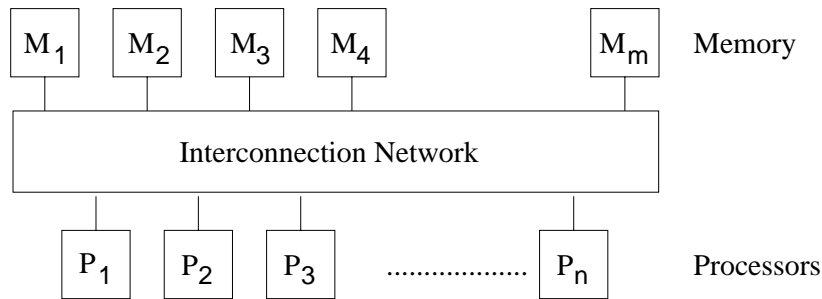 M1 M2 M3 M4 Mm Memory
Interconnection Network
P1 P2 P3 ................... Pn Processors